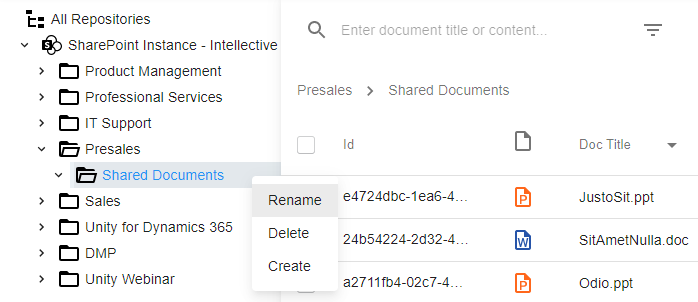 All Repositories
SharePoint Instance - Intellective
Product Management
Professional Services
IT Support
Presales
Shared Documents
Sales
Unity for Dynamics 365
DMP
Unity Webinar
Rename
Delete
Create
Enter document title or content...
Presales > Shared Documents
Id Doc Title
e4724dbc-1ea6-4... P JustoSit.ppt
24b54224-2d32-4... W SitAmetNulla.doc
a2711fb4-02c7-4... P Odio.ppt